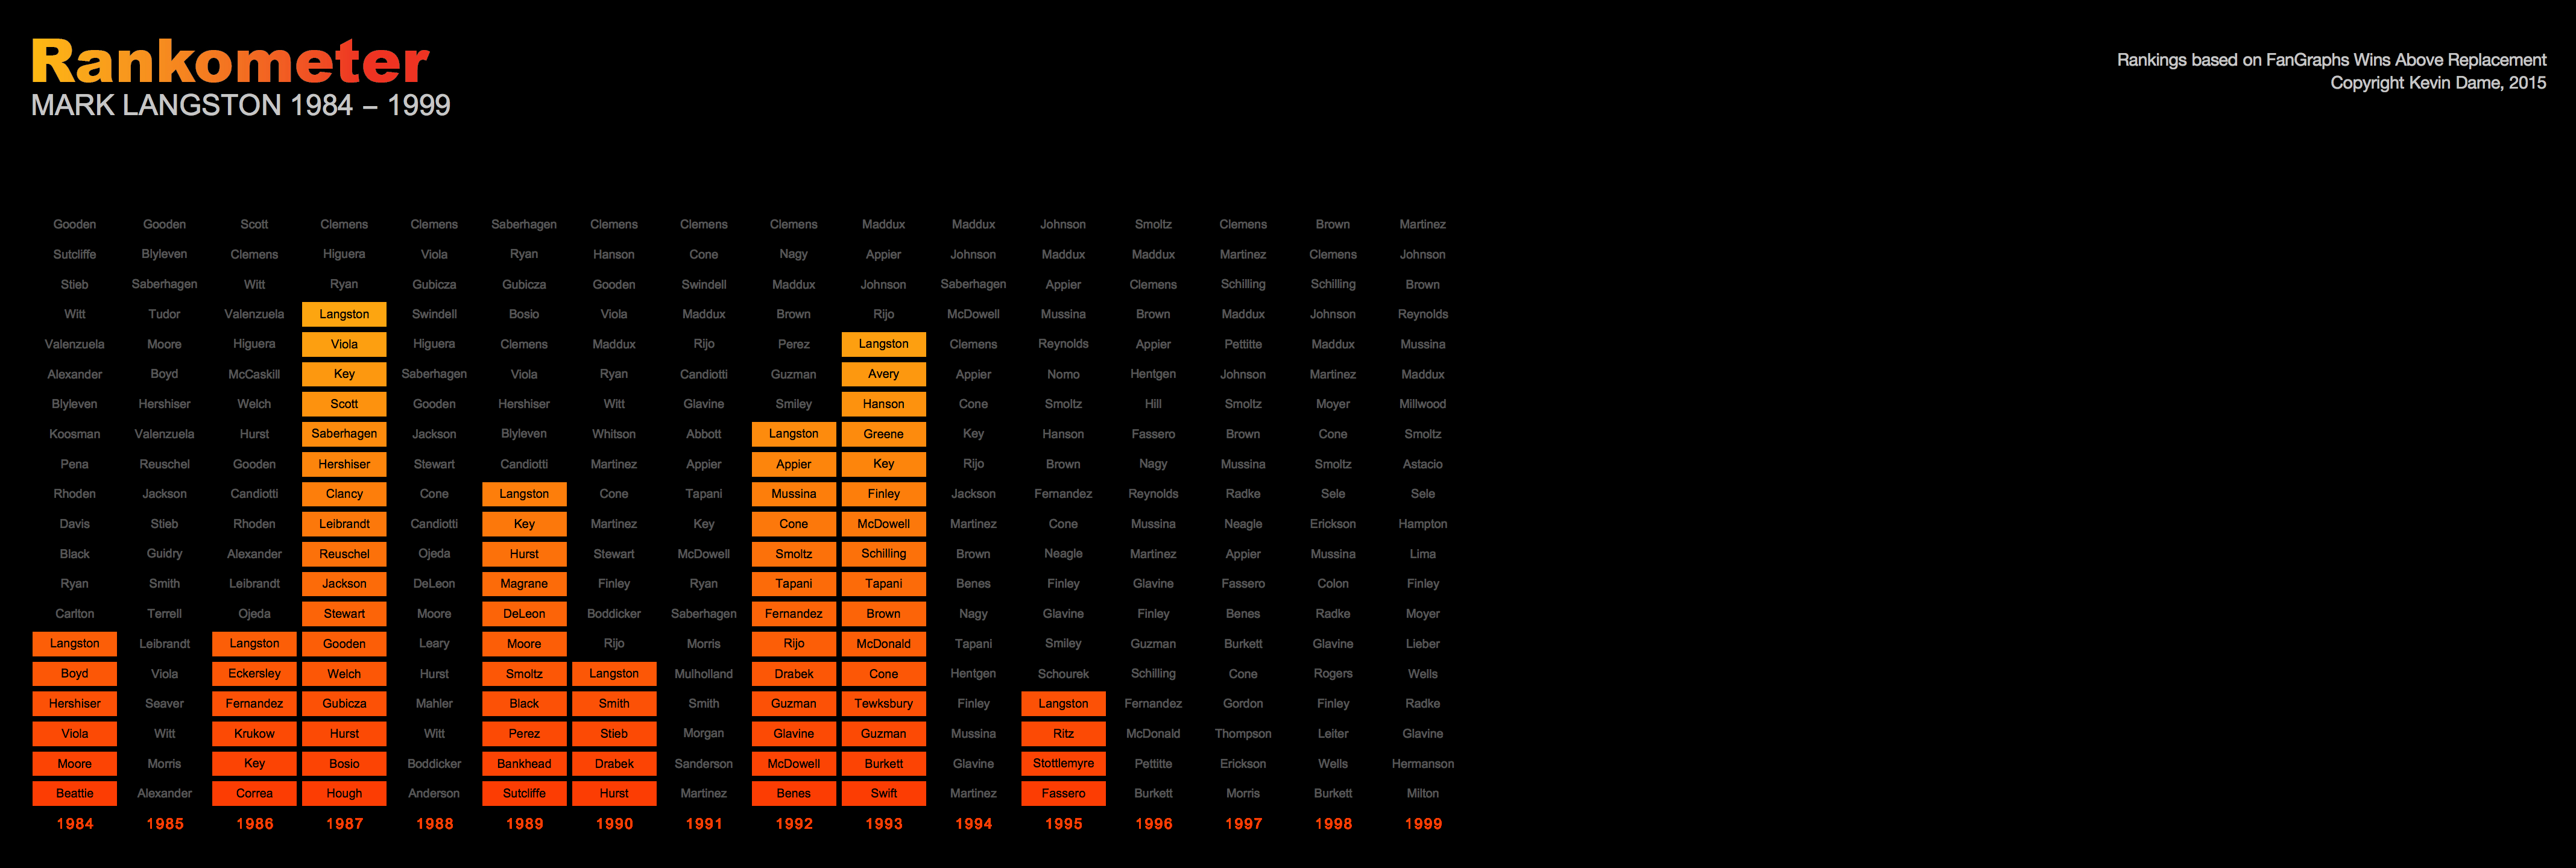 Rankometer
MARK LANGSTON 1984 – 1999
Rankings based on FanGraphs Wins Above Replacement
Copyright Kevin Dame, 2015
Gooden Gooden Scott Clemens Clemens Saberhagen Clemens Clemens Clemens Maddux Maddux Johnson Smoltz Clemens Brown Martinez
Sutcliffe Blyleven Clemens Higuera Viola Ryan Hanson Cone Nagy Appier Johnson Maddux Maddux Martinez Clemens Johnson
Stieb Saberhagen Witt Ryan Gubicza Gubicza Gooden Swindell Maddux Johnson Saberhagen Appier Clemens Schilling Schilling Brown
Witt Tudor Valenzuela Langston Swindell Bosio Viola Maddux Brown Rijo McDowell Mussina Brown Maddux Johnson Reynolds
Valenzuela Moore Higuera Viola Higuera Clemens Maddux Rijo Perez Langston Clemens Reynolds Appier Pettitte Maddux Mussina
Alexander Boyd McCaskill Key Saberhagen Viola Ryan Candiotti Guzman Avery Appier Nomo Hentgen Johnson Martinez Maddux
Blyleven Hershiser Welch Scott Gooden Hershiser Witt Glavine Smiley Hanson Cone Smoltz Hill Smoltz Moyer Millwood
Koosman Valenzuela Hurst Saberhagen Jackson Blyleven Whitson Abbott Langston Greene Key Hanson Fassero Brown Cone Smoltz
Pena Reuschel Gooden Hershiser Stewart Candiotti Martinez Appier Appier Key Rijo Brown Nagy Mussina Smoltz Astacio
Rhoden Jackson Candiotti Clancy Cone Langston Cone Tapani Mussina Finley Jackson Fernandez Reynolds Radke Sele Sele
Davis Stieb Rhoden Leibrandt Candiotti Key Martinez Key Cone McDowell Martinez Cone Mussina Neagle Erickson Hampton
Black Guidry Alexander Reuschel Ojeda Hurst Stewart McDowell Smoltz Schilling Brown Neagle Martinez Appier Mussina Lima
Ryan Smith Leibrandt Jackson DeLeon Magrane Finley Ryan Tapani Tapani Benes Finley Glavine Fassero Colon Finley
Carlton Terrell Ojeda Stewart Moore DeLeon Boddicker Saberhagen Fernandez Brown Nagy Glavine Finley Benes Radke Moyer
Langston Leibrandt Langston Gooden Leary Moore Rijo Morris Rijo McDonald Tapani Smiley Guzman Burkett Glavine Lieber
Boyd Viola Eckersley Welch Hurst Smoltz Langston Mulholland Drabek Cone Hentgen Schourek Schilling Cone Rogers Wells
Hershiser Seaver Fernandez Gubicza Mahler Black Smith Smith Guzman Tewksbury Finley Langston Fernandez Gordon Finley Radke
Viola Witt Krukow Hurst Witt Perez Stieb Morgan Glavine Guzman Mussina Ritz McDonald Thompson Leiter Glavine
Moore Morris Key Bosio Boddicker Bankhead Drabek Sanderson McDowell Burkett Glavine Stottlemyre Pettitte Erickson Wells Hermanson
Beattie Alexander Correa Hough Anderson Sutcliffe Hurst Martinez Benes Swift Martinez Fassero Burkett Morris Burkett Milton
1984 1985 1986 1987 1988 1989 1990 1991 1992 1993 1994 1995 1996 1997 1998 1999